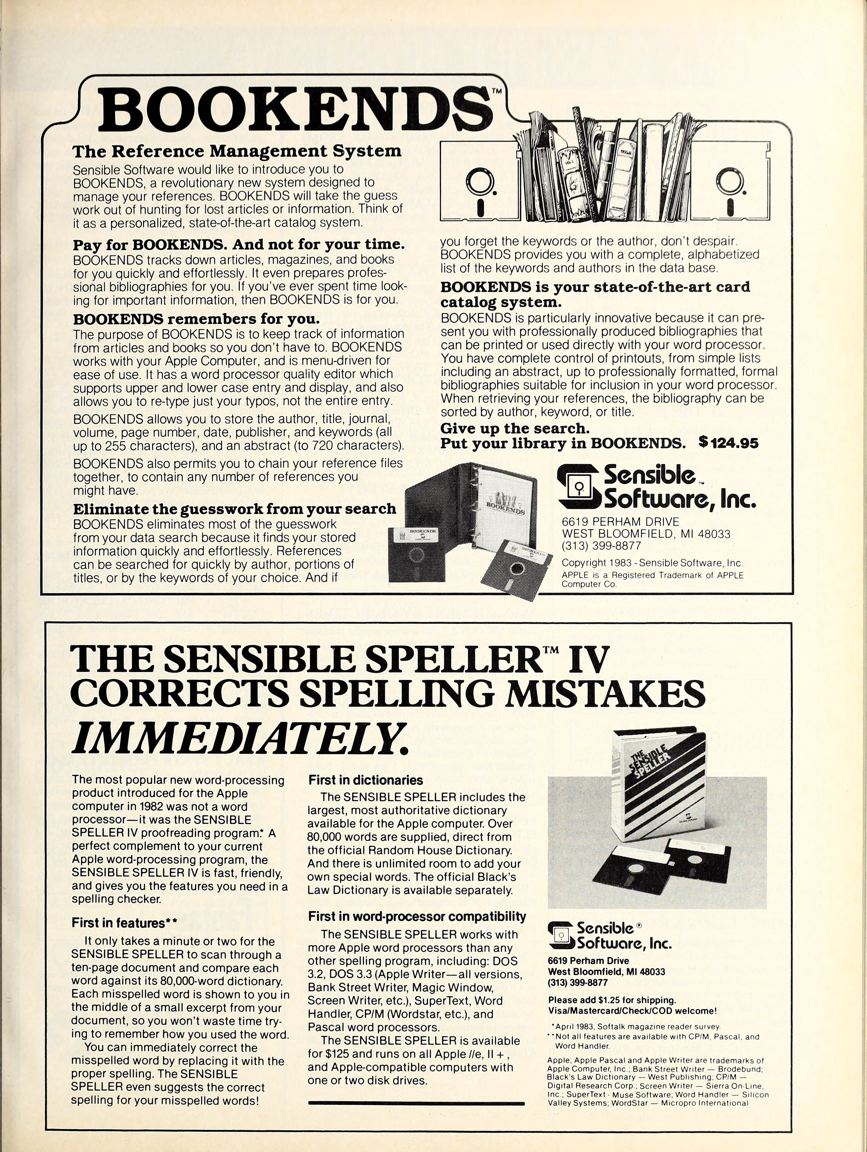 BOOKENDS™
The Reference Management System
Sensible Software would like to introduce you to
BOOKENDS, a revolutionary new system designed to
manage your references. BOOKENDS will take the guess
work out of hunting for lost articles or information. Think of
it as a personalized, state-of-the-art catalog system.
Pay for BOOKENDS. And not for your time.
BOOKENDS tracks down articles, magazines, and books
for you quickly and effortlessly. It even prepares profes-
sional bibliographies for you. If you've ever spent time look-
ing for important information, then BOOKENDS is for you.
BOOKENDS remembers for you.
The purpose of BOOKENDS is to keep track of information
from articles and books so you don't have to. BOOKENDS
works with your Apple Computer, and is menu-driven for
ease of use. It has a word processor quality editor which
supports upper and lower case entry and display, and also
allows you to re-type just your typos, not the entire entry.
BOOKENDS allows you to store the author, title, journal,
volume, page number, date, publisher, and keywords (all
up to 255 characters), and an abstract (to 720 characters).
BOOKENDS also permits you to chain your reference files
together, to contain any number of references you
might have.
Eliminate the guesswork from your search
BOOKENDS eliminates most of the guesswork
from your data search because it finds your stored
information quickly and effortlessly. References
can be searched for quickly by author, portions of
titles, or by the keywords of your choice. And if
you forget the keywords or the author, don't despair.
BOOKENDS provides you with a complete, alphabetized
list of the keywords and authors in the data base.
BOOKENDS is your state-of-the-art card
catalog system.
BOOKENDS is particularly innovative because it can pre-
sent you with professionally produced bibliographies that
can be printed or used directly with your word processor.
You have complete control of printouts, from simple lists
including an abstract, up to professionally formatted, formal
bibliographies suitable for inclusion in your word processor.
When retrieving your references, the bibliography can be
sorted by author, keyword, or title.
Give up the search.
Put your library in BOOKENDS. $124.95
BOOKENDS
Sensible™
Software, Inc.
6619 PERHAM DRIVE
WEST BLOOMFIELD, MI 48033
(313) 399-8877
Copyright 1983 - Sensible Software, Inc.
APPLE is a Registered Trademark of APPLE
Computer Co.
THE SENSIBLE SPELLER™ IV
CORRECTS SPELLING MISTAKES
IMMEDIATELY.
The most popular new word-processing
product introduced for the Apple
computer in 1982 was not a word
processor—it was the SENSIBLE
SPELLER IV proofreading program.* A
perfect complement to your current
Apple word-processing program, the
SENSIBLE SPELLER IV is fast, friendly,
and gives you the features you need in a
spelling checker.
First in features**
It only takes a minute or two for the
SENSIBLE SPELLER to scan through a
ten-page document and compare each
word against its 80,000-word dictionary.
Each misspelled word is shown to you in
the middle of a small excerpt from your
document, so you won't waste time try-
ing to remember how you used the word.
You can immediately correct the
misspelled word by replacing it with the
proper spelling. The SENSIBLE
SPELLER even suggests the correct
spelling for your misspelled words!
First in dictionaries
The SENSIBLE SPELLER includes the
largest, most authoritative dictionary
available for the Apple computer. Over
80,000 words are supplied, direct from
the official Random House Dictionary.
And there is unlimited room to add your
own special words. The official Black's
Law Dictionary is available separately.
First in word-processor compatibility
The SENSIBLE SPELLER works with
more Apple word processors than any
other spelling program, including: DOS
3.2, DOS 3.3 (Apple Writer—all versions,
Bank Street Writer, Magic Window,
Screen Writer, etc.), SuperText, Word
Handler, CP/M (Wordstar, etc.), and
Pascal word processors.
The SENSIBLE SPELLER is available
for $125 and runs on all Apple //e, II + ,
and Apple-compatible computers with
one or two disk drives.
THE
SENSIBLE
SPELLER
Sensible®
Software, Inc.
6619 Perham Drive
West Bloomfield, MI 48033
(313) 399-8877
Please add $1.25 for shipping.
Visa/Mastercard/Check/COD welcome!
*April 1983, Softalk magazine reader survey.
**Not all features are available with CP/M, Pascal, and
Word Handler.
Apple, Apple Pascal and Apple Writer are trademarks of
Apple Computer, Inc.; Bank Street Writer — Brodebund;
Black's Law Dictionary — West Publishing; CP/M —
Digital Research Corp.; Screen Writer — Sierra On-Line,
Inc.; SuperText - Muse Software; Word Handler — Silicon
Valley Systems; WordStar — Micropro International